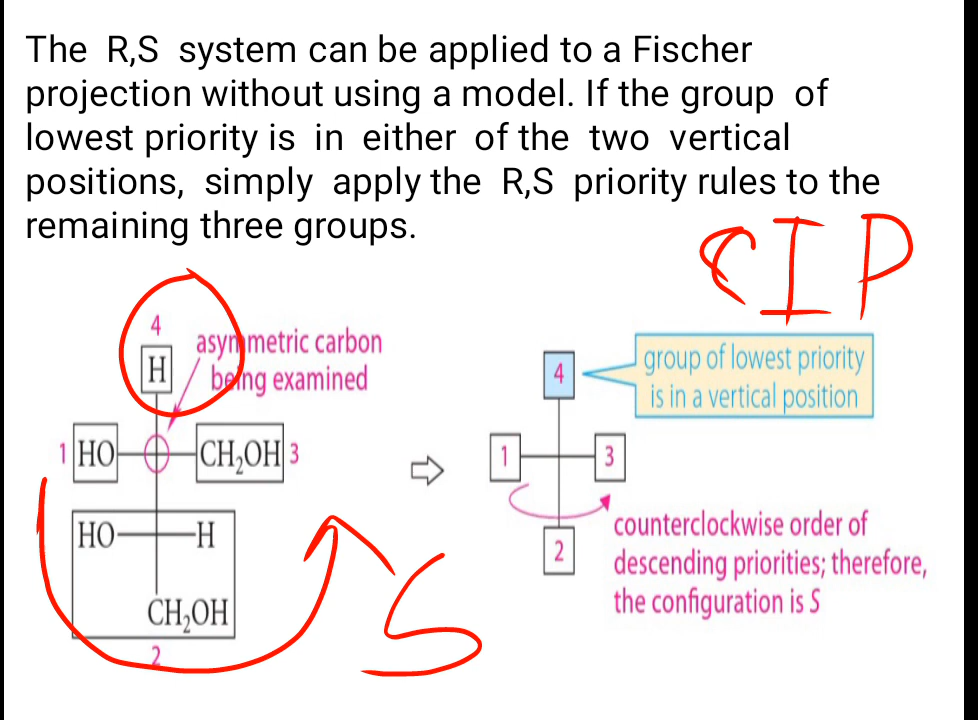 The R,S system can be applied to a Fischer
projection without using a model. If the group of
lowest priority is in either of the two vertical
positions, simply apply the R,S priority rules to the
remaining three groups.
CIP
4
H
asymmetric carbon
being examined
1 HO CH₂OH 3
HO H
CH₂OH
2
S
4
group of lowest priority
is in a vertical position
1 3
2
counterclockwise order of
descending priorities; therefore,
the configuration is S